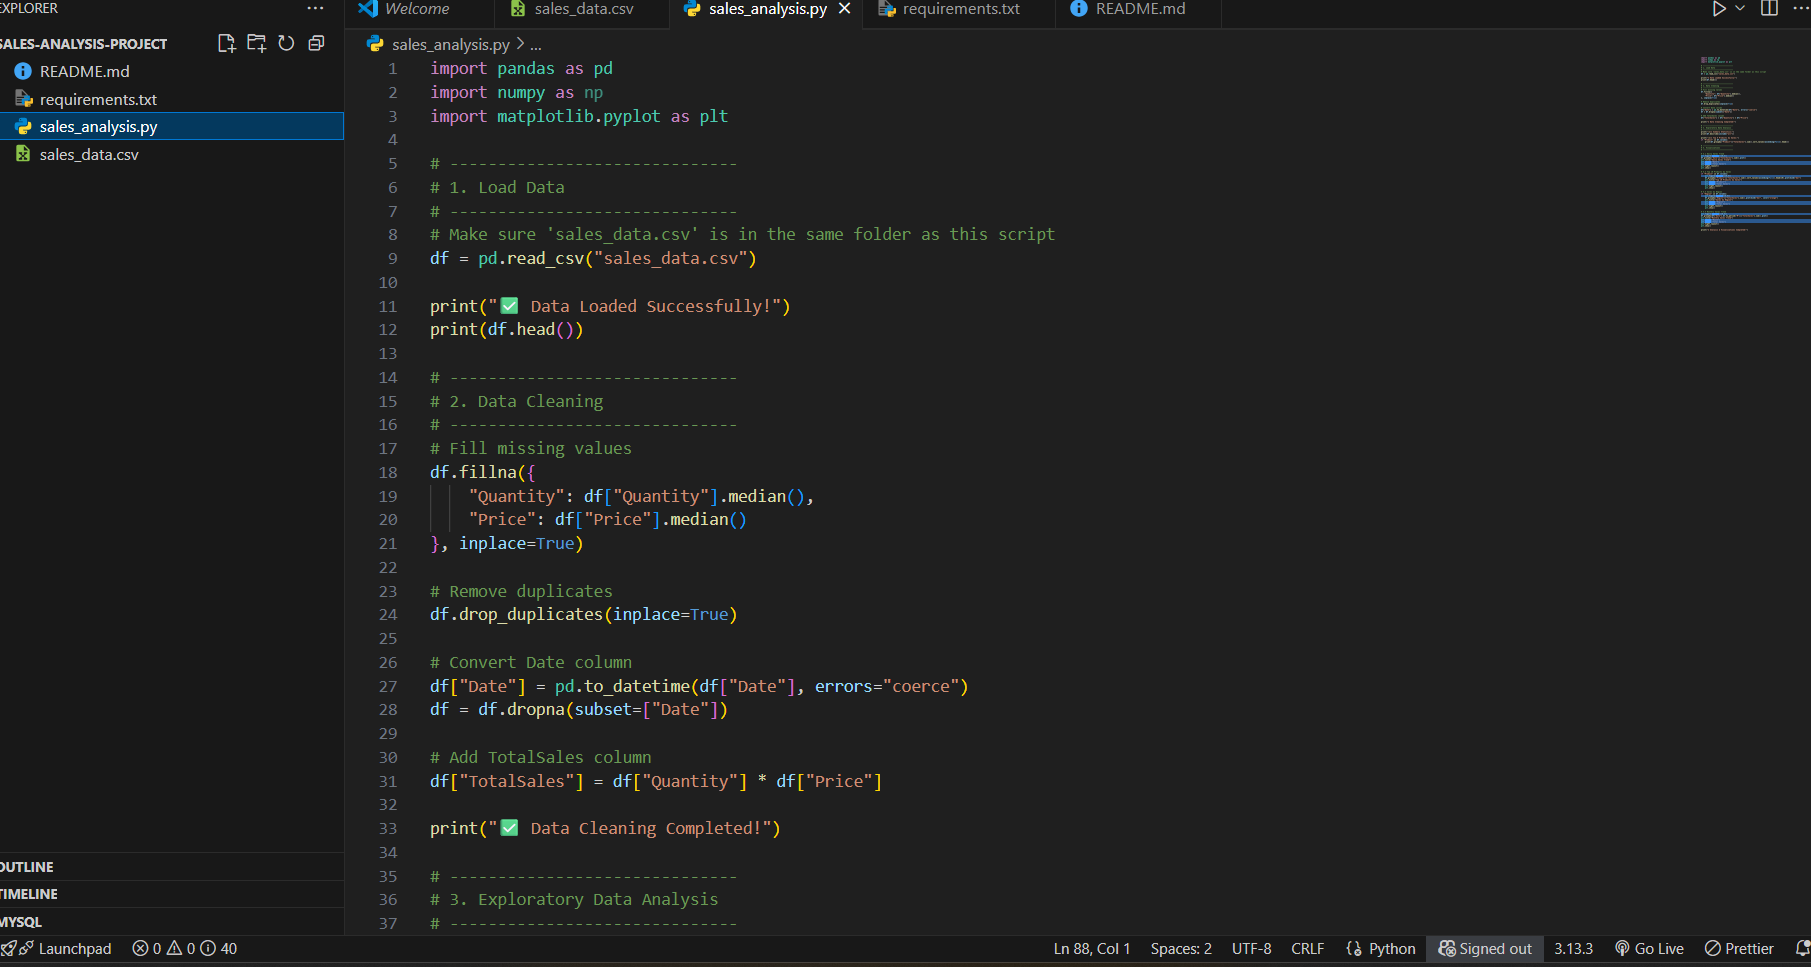 EXPLORER
Welcome
sales_data.csv
sales_analysis.py
requirements.txt
README.md
SALES-ANALYSIS-PROJECT
README.md
requirements.txt
sales_analysis.py
sales_data.csv
sales_analysis.py > ...
1 import pandas as pd
2 import numpy as np
3 import matplotlib.pyplot as plt
4
5 # ------------------------------
6 # 1. Load Data
7 # ------------------------------
8 # Make sure 'sales_data.csv' is in the same folder as this script
9 df = pd.read_csv("sales_data.csv")
10
11 print("✅ Data Loaded Successfully!")
12 print(df.head())
13
14 # ------------------------------
15 # 2. Data Cleaning
16 # ------------------------------
17 # Fill missing values
18 df.fillna({
19     "Quantity": df["Quantity"].median(),
20     "Price": df["Price"].median()
21 }, inplace=True)
22
23 # Remove duplicates
24 df.drop_duplicates(inplace=True)
25
26 # Convert Date column
27 df["Date"] = pd.to_datetime(df["Date"], errors="coerce")
28 df = df.dropna(subset=["Date"])
29
30 # Add TotalSales column
31 df["TotalSales"] = df["Quantity"] * df["Price"]
32
33 print("✅ Data Cleaning Completed!")
34
35 # ------------------------------
36 # 3. Exploratory Data Analysis
37 # ------------------------------
OUTLINE
TIMELINE
MYSQL
Launchpad 0 0 40 Ln 88, Col 1 Spaces: 2 UTF-8 CRLF {} Python Signed out 3.13.3 Go Live Prettier